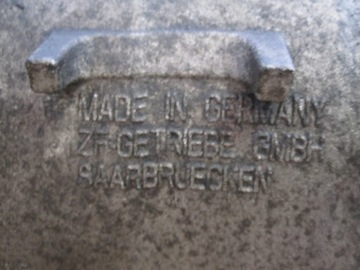 MADE IN GERMANY
ZF-GETRIEBE GMBH
SAARBRUECKEN